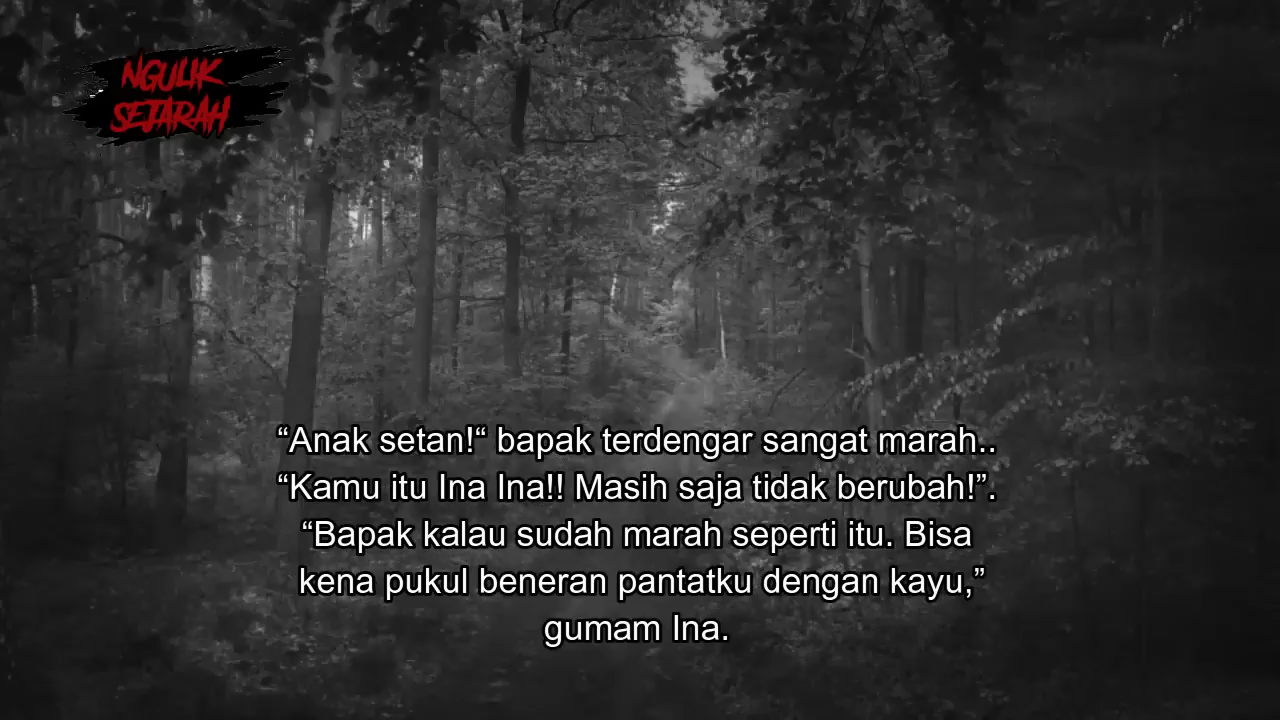 NGULIK
SEJARAH
“Anak setan!“ bapak terdengar sangat marah..
“Kamu itu Ina Ina!! Masih saja tidak berubah!”.
“Bapak kalau sudah marah seperti itu. Bisa
kena pukul beneran pantatku dengan kayu,”
gumam Ina.